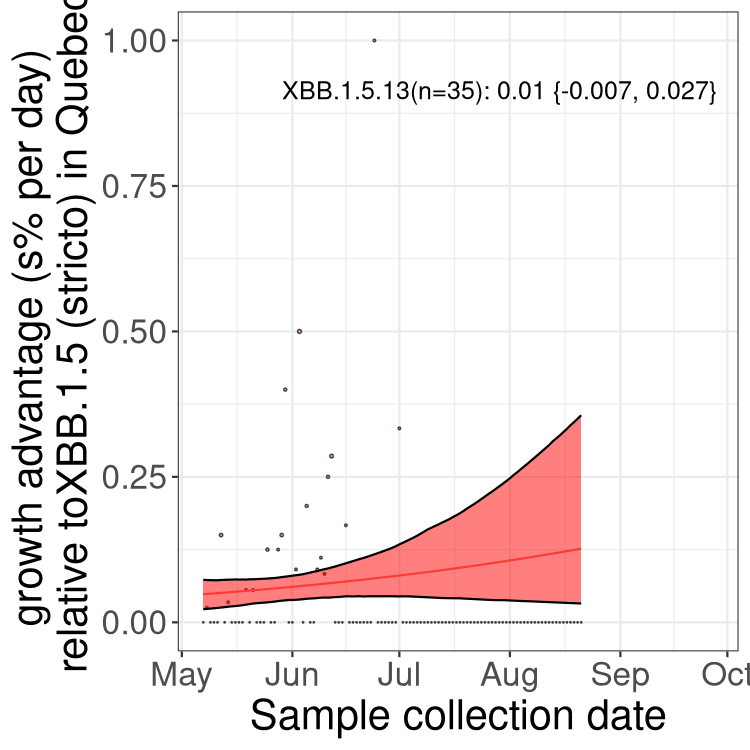 growth advantage (s% per day)
relative toXBB.1.5 (stricto) in Quebec
1.00
XBB.1.5.13(n=35): 0.01 {-0.007, 0.027}
0.75
0.50
0.25
0.00
May Jun Jul Aug Sep Oct
Sample collection date